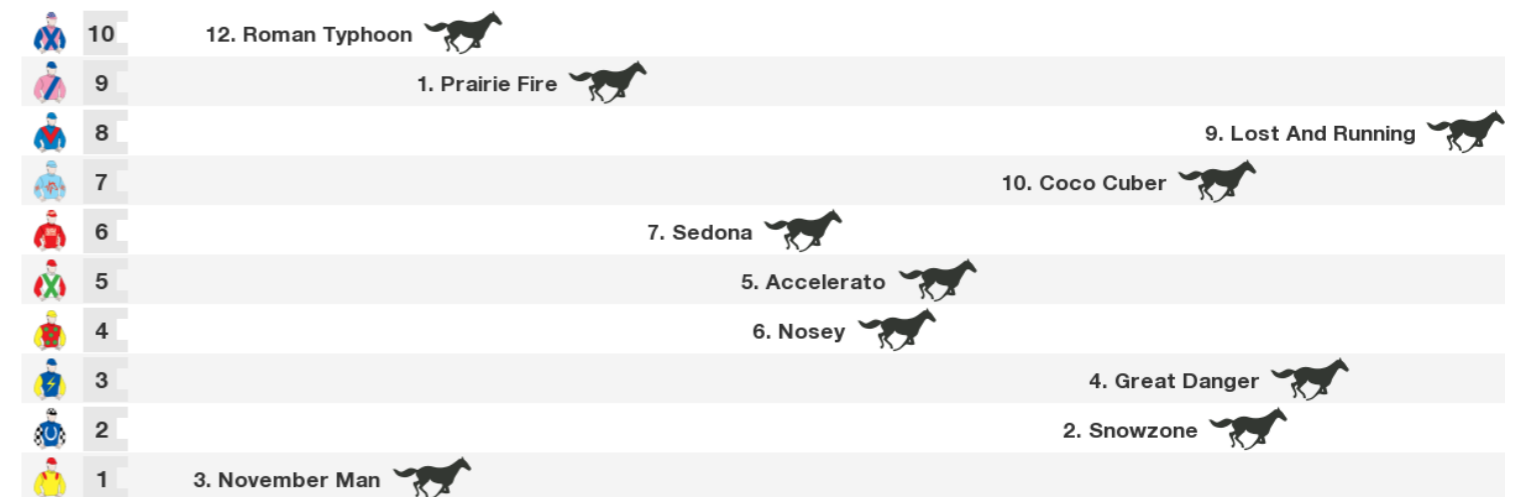 10 12. Roman Typhoon
9 1. Prairie Fire
8 9. Lost And Running
7 10. Coco Cuber
6 7. Sedona
5 5. Accelerato
4 6. Nosey
3 4. Great Danger
2 2. Snowzone
1 3. November Man